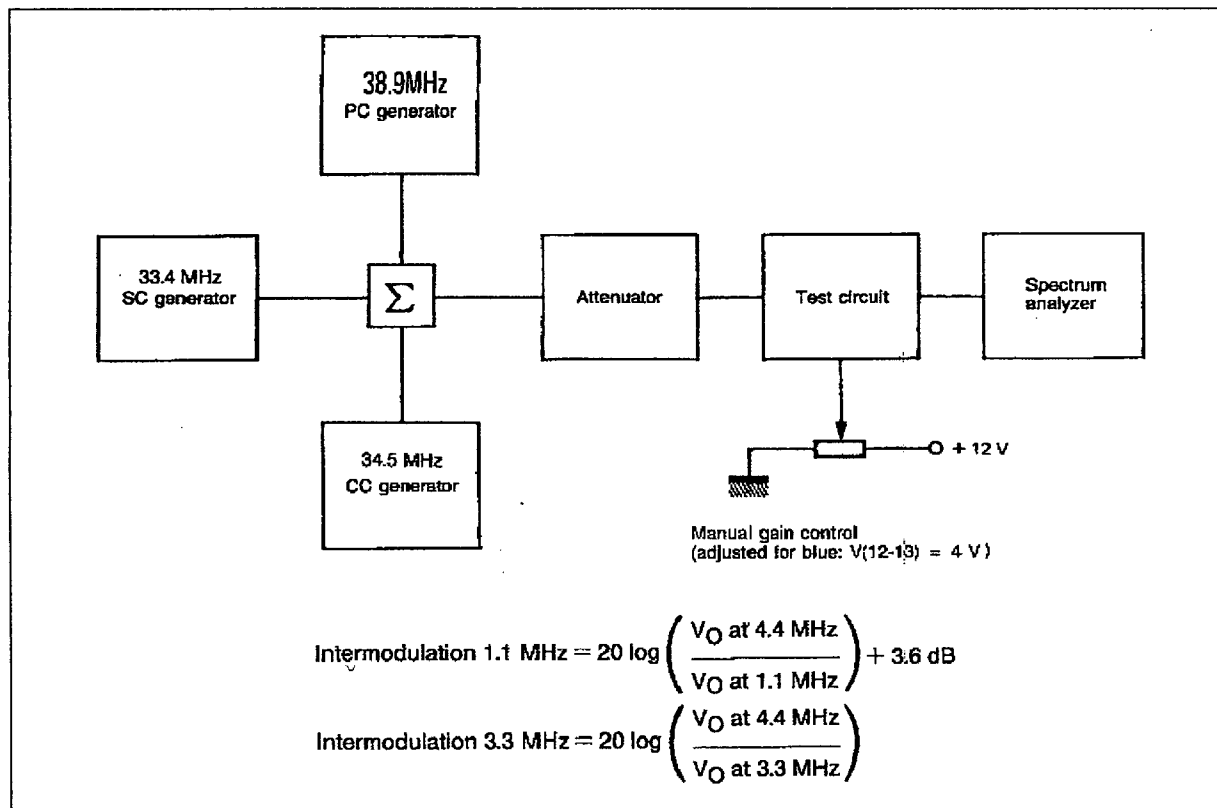 38.9MHz
PC generator
33.4 MHz
SC generator
Σ
Attenuator
Test circuit
Spectrum
analyzer
34.5 MHz
CC generator
+ 12 V
Manual gain control
(adjusted for blue: V(12-13) = 4 V)
Intermodulation 1.1 MHz = 20 log ( VO at 4.4 MHz / VO at 1.1 MHz ) + 3.6 dB
Intermodulation 3.3 MHz = 20 log ( VO at 4.4 MHz / VO at 3.3 MHz )